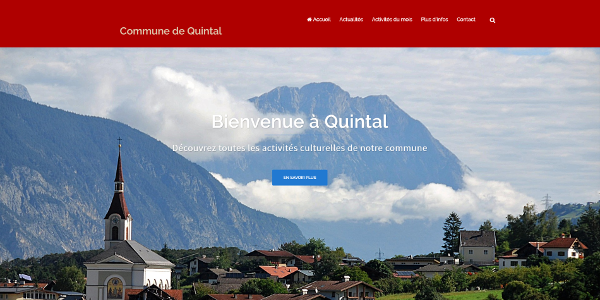 Commune de Quintal
Accueil Actualités Activités du mois Plus d'infos Contact
Bienvenue à Quintal
Découvrez toutes les activités culturelles de notre commune
EN SAVOIR PLUS